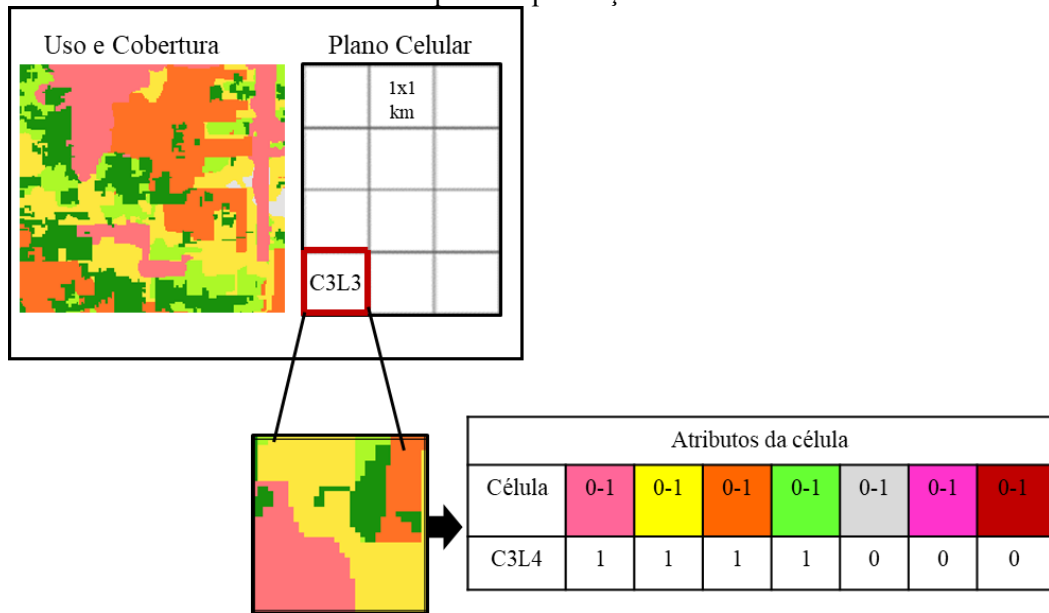 Uso e Cobertura
Plano Celular
1x1
km
C3L3
Atributos da célula
Célula 0-1 0-1 0-1 0-1 0-1 0-1 0-1
C3L4 1 1 1 1 0 0 0